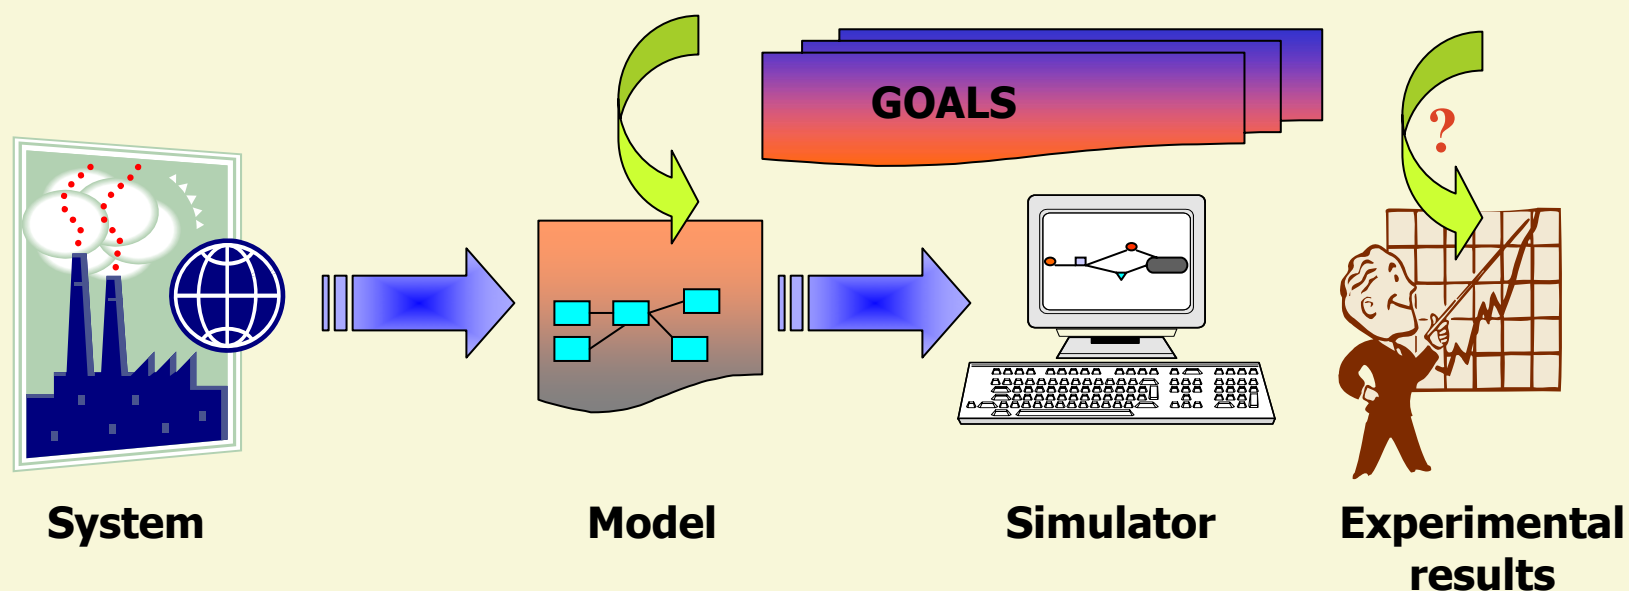 GOALS
?
System
Model
Simulator
Experimental
results